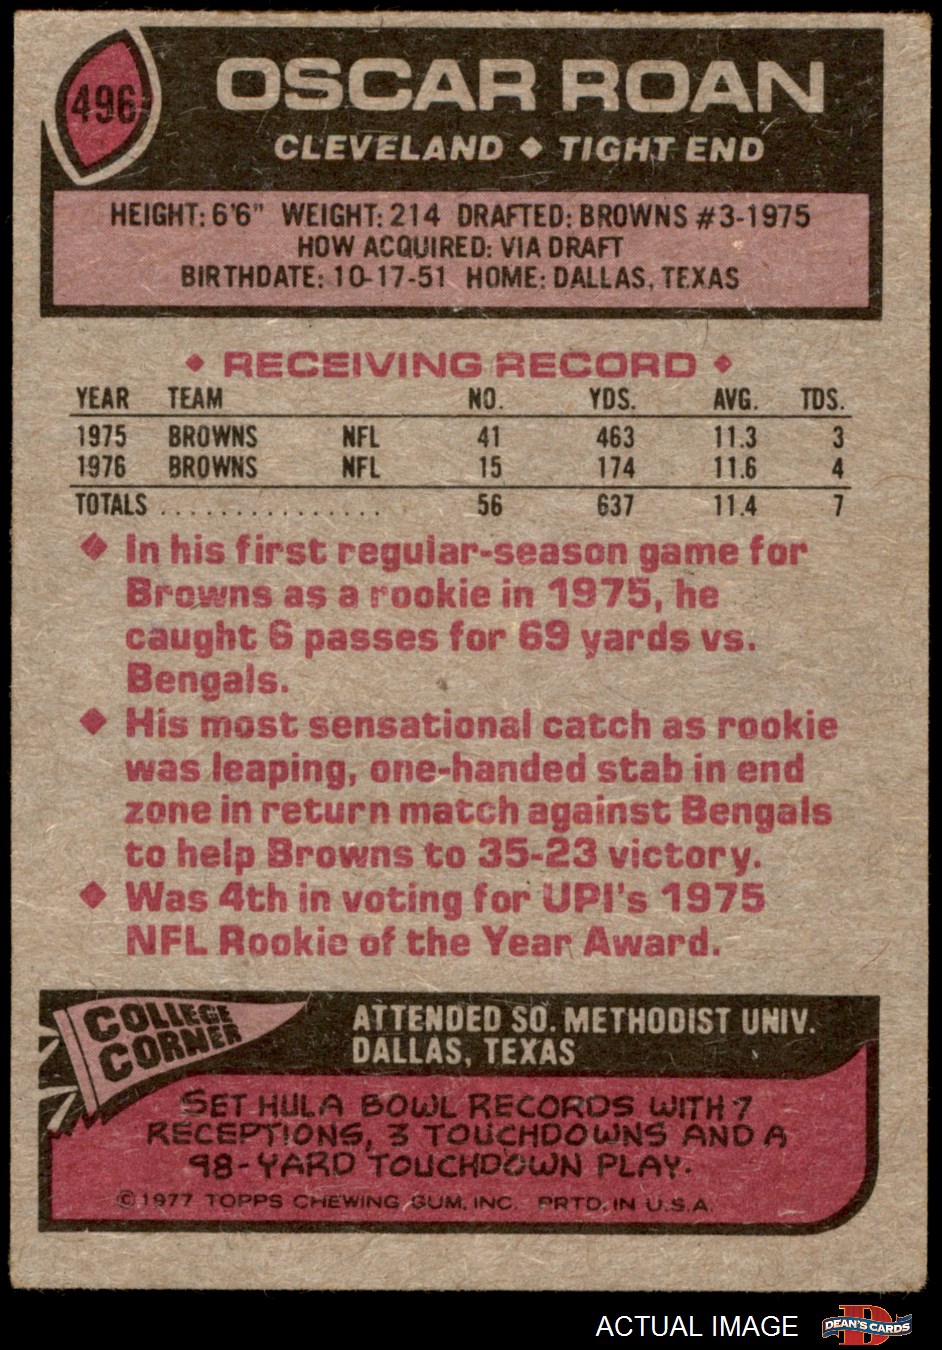 496
OSCAR ROAN
CLEVELAND ◆ TIGHT END
HEIGHT: 6'6" WEIGHT: 214 DRAFTED: BROWNS #3-1975
HOW ACQUIRED: VIA DRAFT
BIRTHDATE: 10-17-51 HOME: DALLAS, TEXAS
◆ RECEIVING RECORD ◆
YEAR TEAM NO. YDS. AVG. TDS.
1975 BROWNS NFL 41 463 11.3 3
1976 BROWNS NFL 15 174 11.6 4
TOTALS ............... 56 637 11.4 7
◆ In his first regular-season game for
Browns as a rookie in 1975, he
caught 6 passes for 69 yards vs.
Bengals.
◆ His most sensational catch as rookie
was leaping, one-handed stab in end
zone in return match against Bengals
to help Browns to 35-23 victory.
◆ Was 4th in voting for UPI's 1975
NFL Rookie of the Year Award.
COLLEGE
CORNER
ATTENDED SO. METHODIST UNIV.
DALLAS, TEXAS
SET HULA BOWL RECORDS WITH 7
RECEPTIONS, 3 TOUCHDOWNS AND A
98-YARD TOUCHDOWN PLAY.
©1977 TOPPS CHEWING GUM, INC. PRTD. IN U.S.A.
ACTUAL IMAGE
D
DEAN'S CARDS